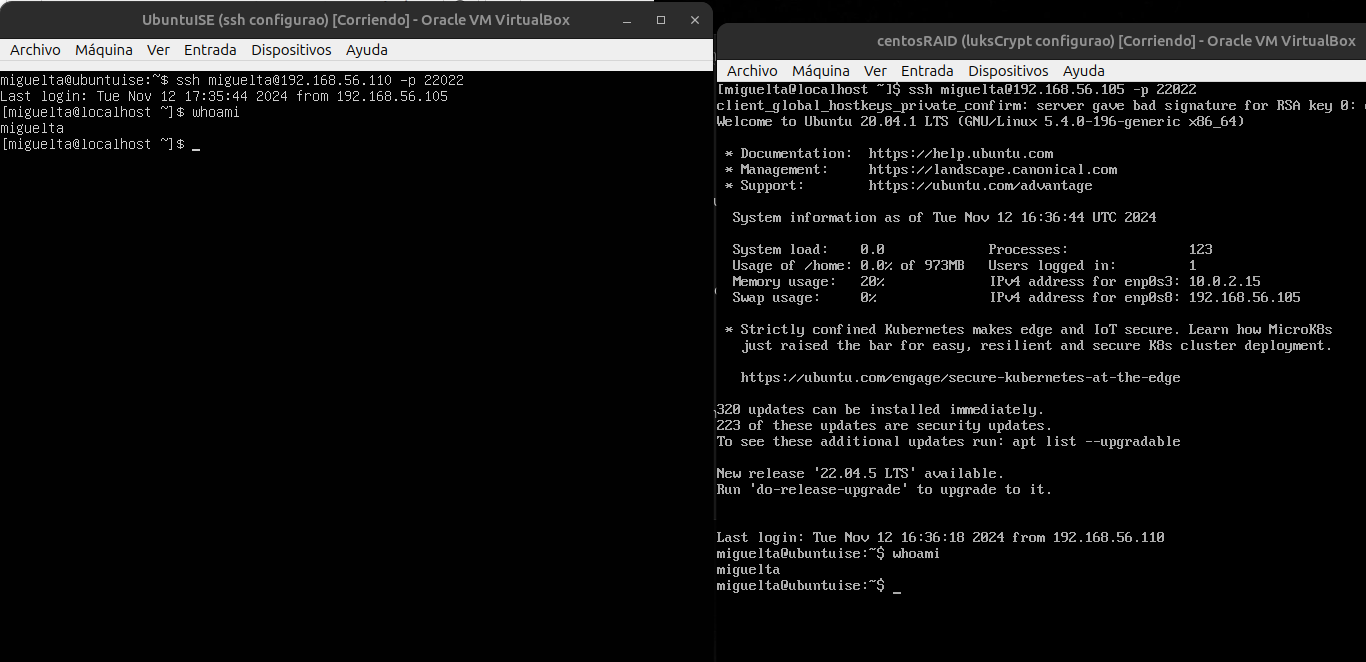 UbuntuISE (ssh configurao) [Corriendo] - Oracle VM VirtualBox
Archivo Máquina Ver Entrada Dispositivos Ayuda
miguelta@ubuntuise:~$ ssh miguelta@192.168.56.110 -p 22022
Last login: Tue Nov 12 17:35:44 2024 from 192.168.56.105
[miguelta@localhost ~]$ whoami
miguelta
[miguelta@localhost ~]$ _
centosRAID (luksCrypt configurao) [Corriendo] - Oracle VM VirtualBox
Archivo Máquina Ver Entrada Dispositivos Ayuda
[miguelta@localhost ~]$ ssh miguelta@192.168.56.105 -p 22022
client_global_hostkeys_private_confirm: server gave bad signature for RSA key 0:
Welcome to Ubuntu 20.04.1 LTS (GNU/Linux 5.4.0-196-generic x86_64)
* Documentation: https://help.ubuntu.com
* Management: https://landscape.canonical.com
* Support: https://ubuntu.com/advantage
System information as of Tue Nov 12 16:36:44 UTC 2024
System load: 0.0 Processes: 123
Usage of /home: 0.0% of 973MB Users logged in: 1
Memory usage: 20% IPv4 address for enp0s3: 10.0.2.15
Swap usage: 0% IPv4 address for enp0s8: 192.168.56.105
* Strictly confined Kubernetes makes edge and IoT secure. Learn how MicroK8s
just raised the bar for easy, resilient and secure K8s cluster deployment.
https://ubuntu.com/engage/secure-kubernetes-at-the-edge
320 updates can be installed immediately.
223 of these updates are security updates.
To see these additional updates run: apt list --upgradable
New release '22.04.5 LTS' available.
Run 'do-release-upgrade' to upgrade to it.
Last login: Tue Nov 12 16:36:18 2024 from 192.168.56.110
miguelta@ubuntuise:~$ whoami
miguelta
miguelta@ubuntuise:~$ _